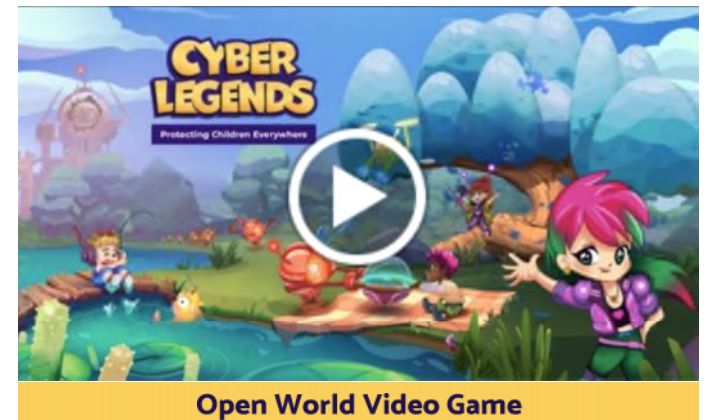 CYBER
LEGENDS
Protecting Children Everywhere
Open World Video Game